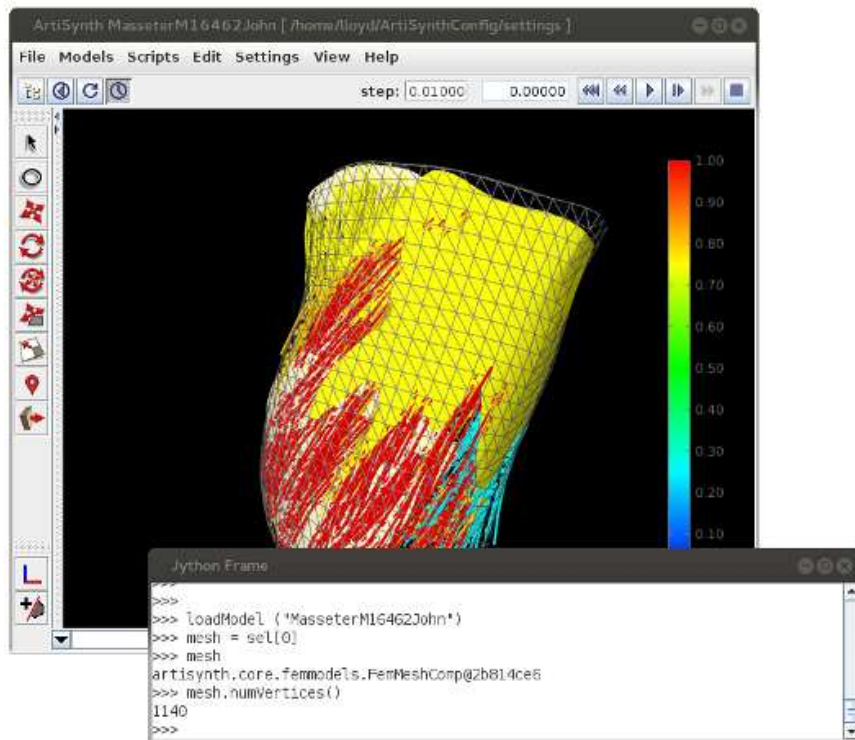 ArtiSynth MasseterM16462John [ /home/lloyd/ArtiSynthConfig/settings ]
File Models Scripts Edit Settings View Help
step: 0.01000 0.00000
1.00
0.90
0.80
0.70
0.60
0.50
0.40
0.30
0.20
0.10
Jython Frame
>>>
>>>
>>> loadModel ("MasseterM16462John")
>>> mesh = sel[0]
>>> mesh
artisynth.core.femmodels.FemMeshComp@2b814ce6
>>> mesh.numVertices()
1140
>>>